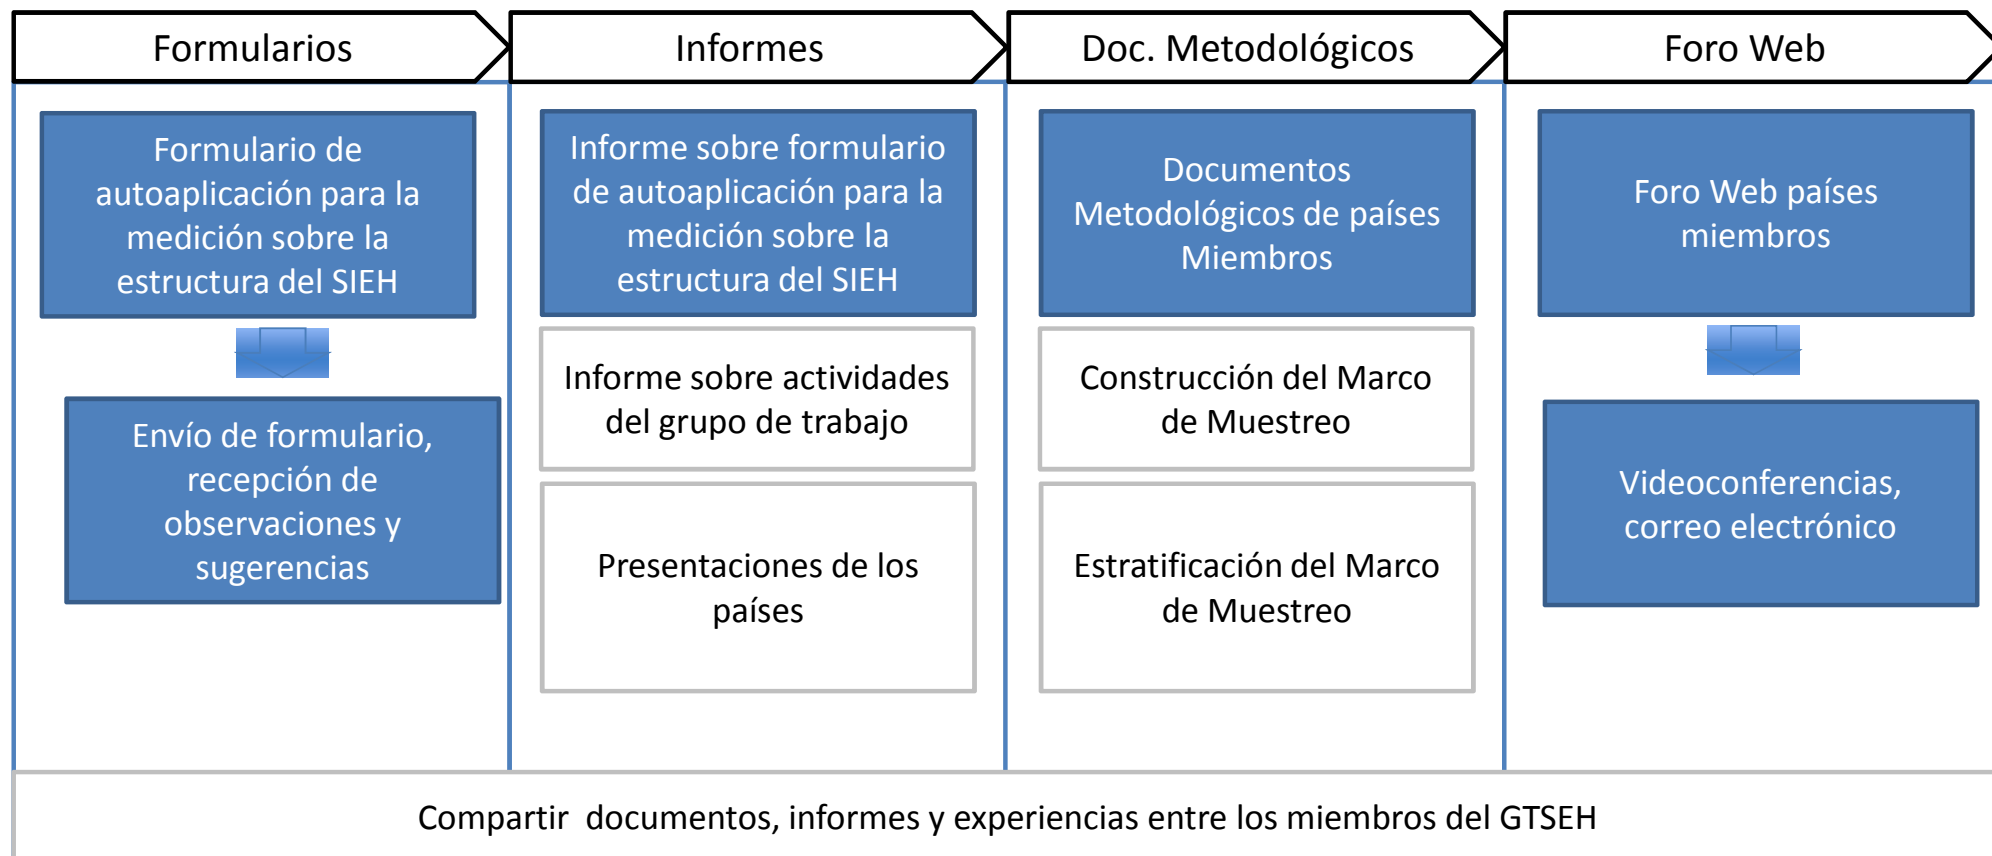 Formularios
Informes
Doc. Metodológicos
Foro Web
Formulario de
autoaplicación para la
medición sobre la
estructura del SIEH
Envío de formulario,
recepción de
observaciones y
sugerencias
Informe sobre formulario
de autoaplicación para la
medición sobre la
estructura del SIEH
Informe sobre actividades
del grupo de trabajo
Presentaciones de los
países
Documentos
Metodológicos de países
Miembros
Construcción del Marco
de Muestreo
Estratificación del Marco
de Muestreo
Foro Web países
miembros
Videoconferencias,
correo electrónico
Compartir  documentos, informes y experiencias entre los miembros del GTSEH